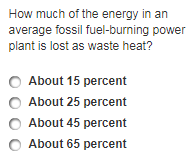 How much of the energy in an
average fossil fuel-burning power
plant is lost as waste heat?
About 15 percent
About 25 percent
About 45 percent
About 65 percent